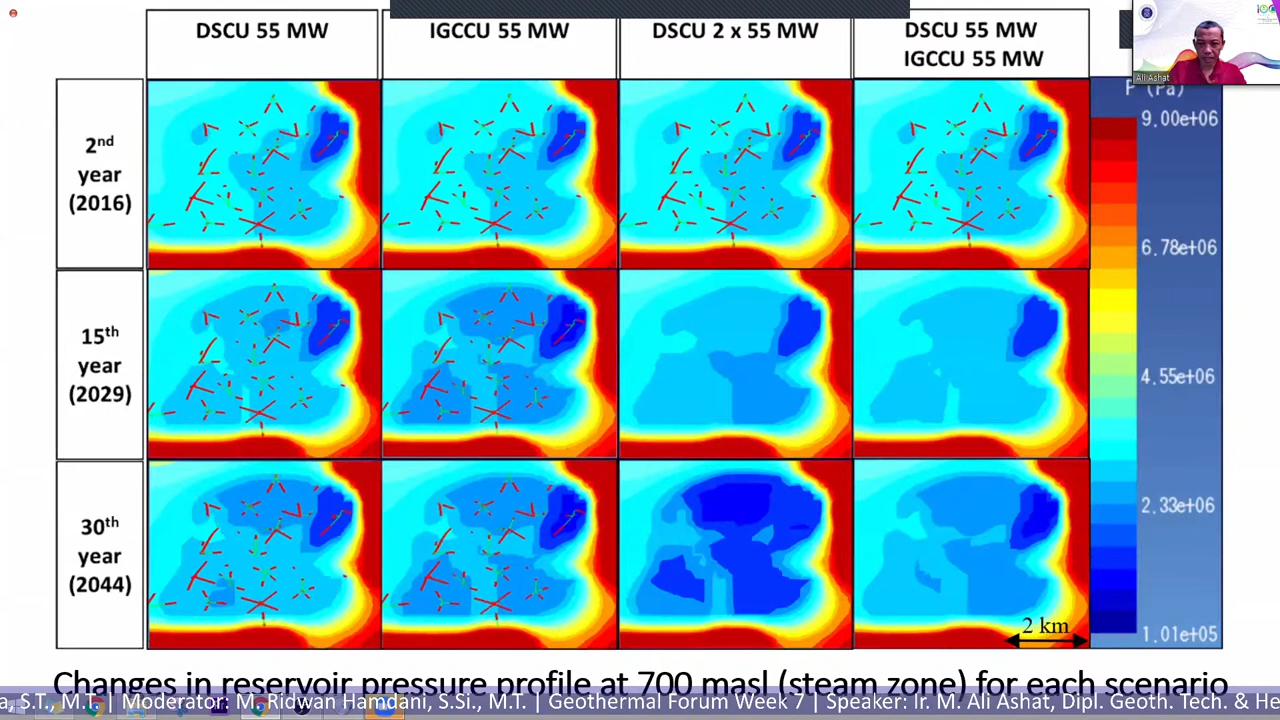 DSCU 55 MW
IGCCU 55 MW
DSCU 2 x 55 MW
DSCU 55 MW
IGCCU 55 MW
Ali Ashat
P (Pa)
9.00e+06
6.78e+06
4.55e+06
2.33e+06
1.01e+05
2nd
year
(2016)
15th
year
(2029)
30th
year
(2044)
2 km
Changes in reservoir pressure profile at 700 masl (steam zone) for each scenario
a, S.T., M.T. | Moderator: M. Ridwan Hamdani, S.Si., M.T. | Geothermal Forum Week 7 | Speaker: Ir. M. Ali Ashat, Dipl. Geoth. Tech. & He